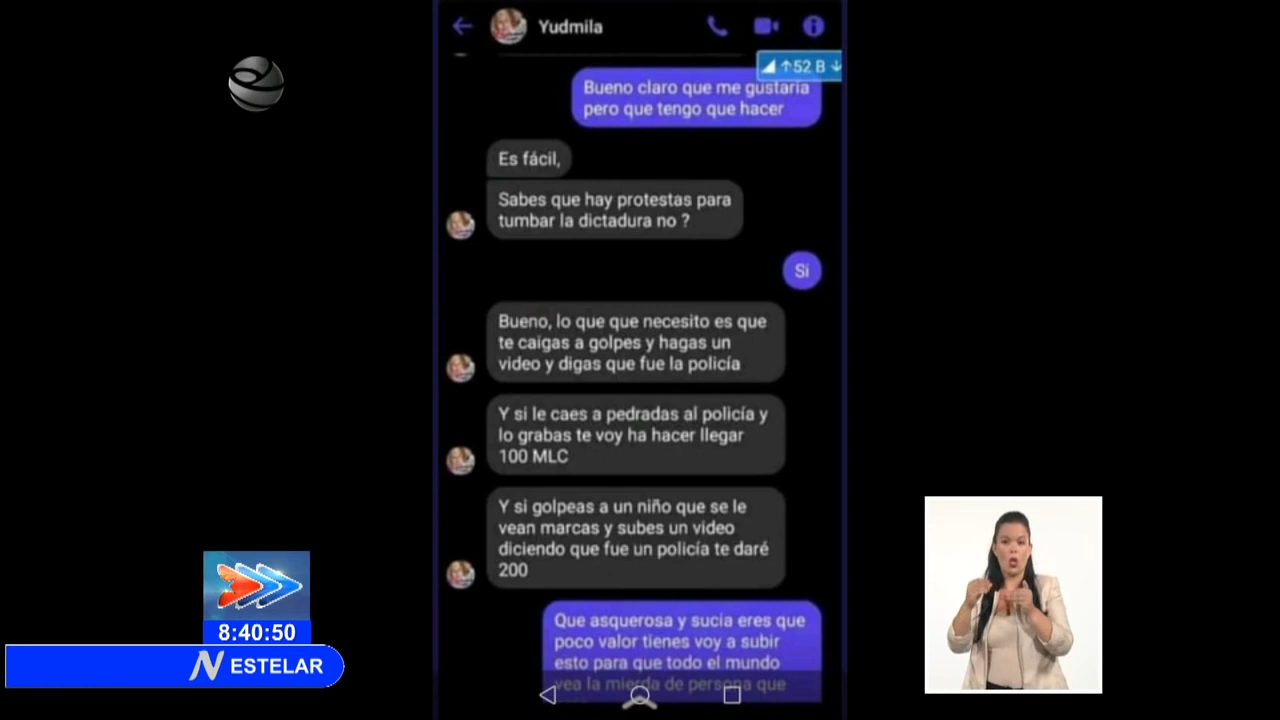 Yudmila
↑52 B ↓
Bueno claro que me gustaría
pero que tengo que hacer
Es fácil,
Sabes que hay protestas para
tumbar la dictadura no ?
Si
Bueno, lo que que necesito es que
te caigas a golpes y hagas un
video y digas que fue la policía
Y si le caes a pedradas al policía y
lo grabas te voy ha hacer llegar
100 MLC
Y si golpeas a un niño que se le
vean marcas y subes un video
diciendo que fue un policía te daré
200
Que asquerosa y sucia eres que
poco valor tienes voy a subir
esto para que todo el mundo
vea la mierda de persona que
8:40:50
N ESTELAR